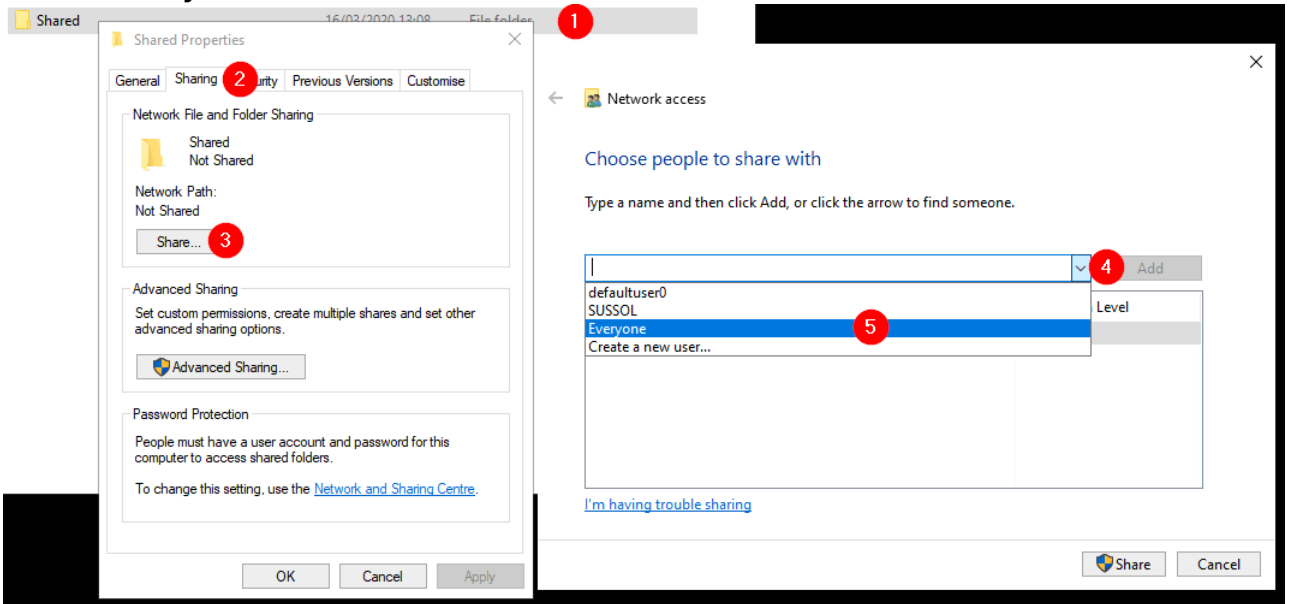 Shared 16/03/2020 13:08 File folder 1
Shared Properties
General Sharing 2 Previous Versions Customise
Network File and Folder Sharing
Shared
Not Shared
Network Path:
Not Shared
Share... 3
Advanced Sharing
Set custom permissions, create multiple shares and set other
advanced sharing options.
Advanced Sharing...
Password Protection
People must have a user account and password for this
computer to access shared folders.
To change this setting, use the Network and Sharing Centre.
OK Cancel Apply
Network access
Choose people to share with
Type a name and then click Add, or click the arrow to find someone.
4 Add
defaultuser0
SUSSOL
Level
Everyone 5
Create a new user...
I'm having trouble sharing
Share Cancel